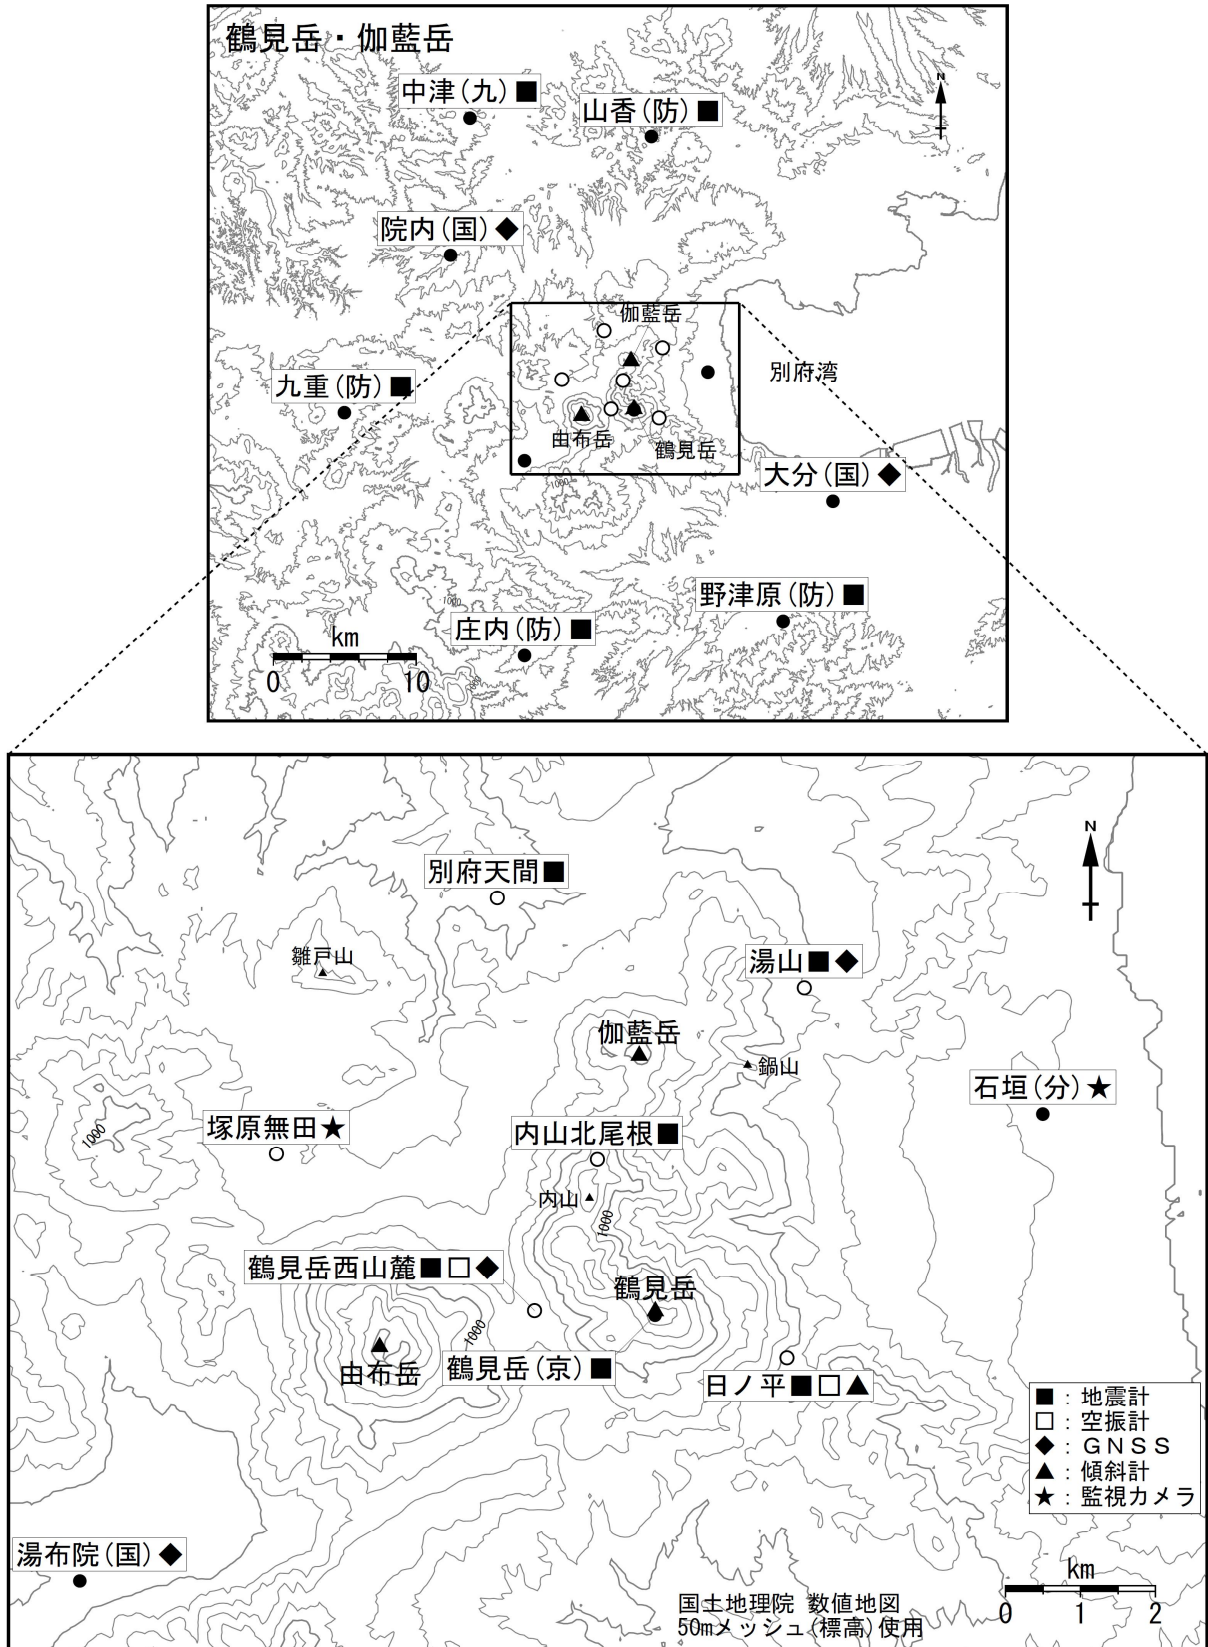 鶴見岳・伽藍岳
中津(九)■
山香(防)■
N
院内(国)◆
伽藍岳
別府湾
九重(防)■
由布岳
鶴見岳
大分(国)◆
1000
1000
野津原(防)■
庄内(防)■
km
0 10
1000
別府天間■
N
雛戸山
湯山■◆
伽藍岳
鍋山
石垣(分)★
塚原無田★
内山北尾根■
1000
内山
1000
鶴見岳西山麓■□◆
鶴見岳
1000
由布岳
鶴見岳(京)■
日ノ平■□▲
■:地震計
□:空振計
◆:GNSS
▲:傾斜計
★:監視カメラ
湯布院(国)◆
km
0 1 2
国土地理院 数値地図
50mメッシュ(標高)使用